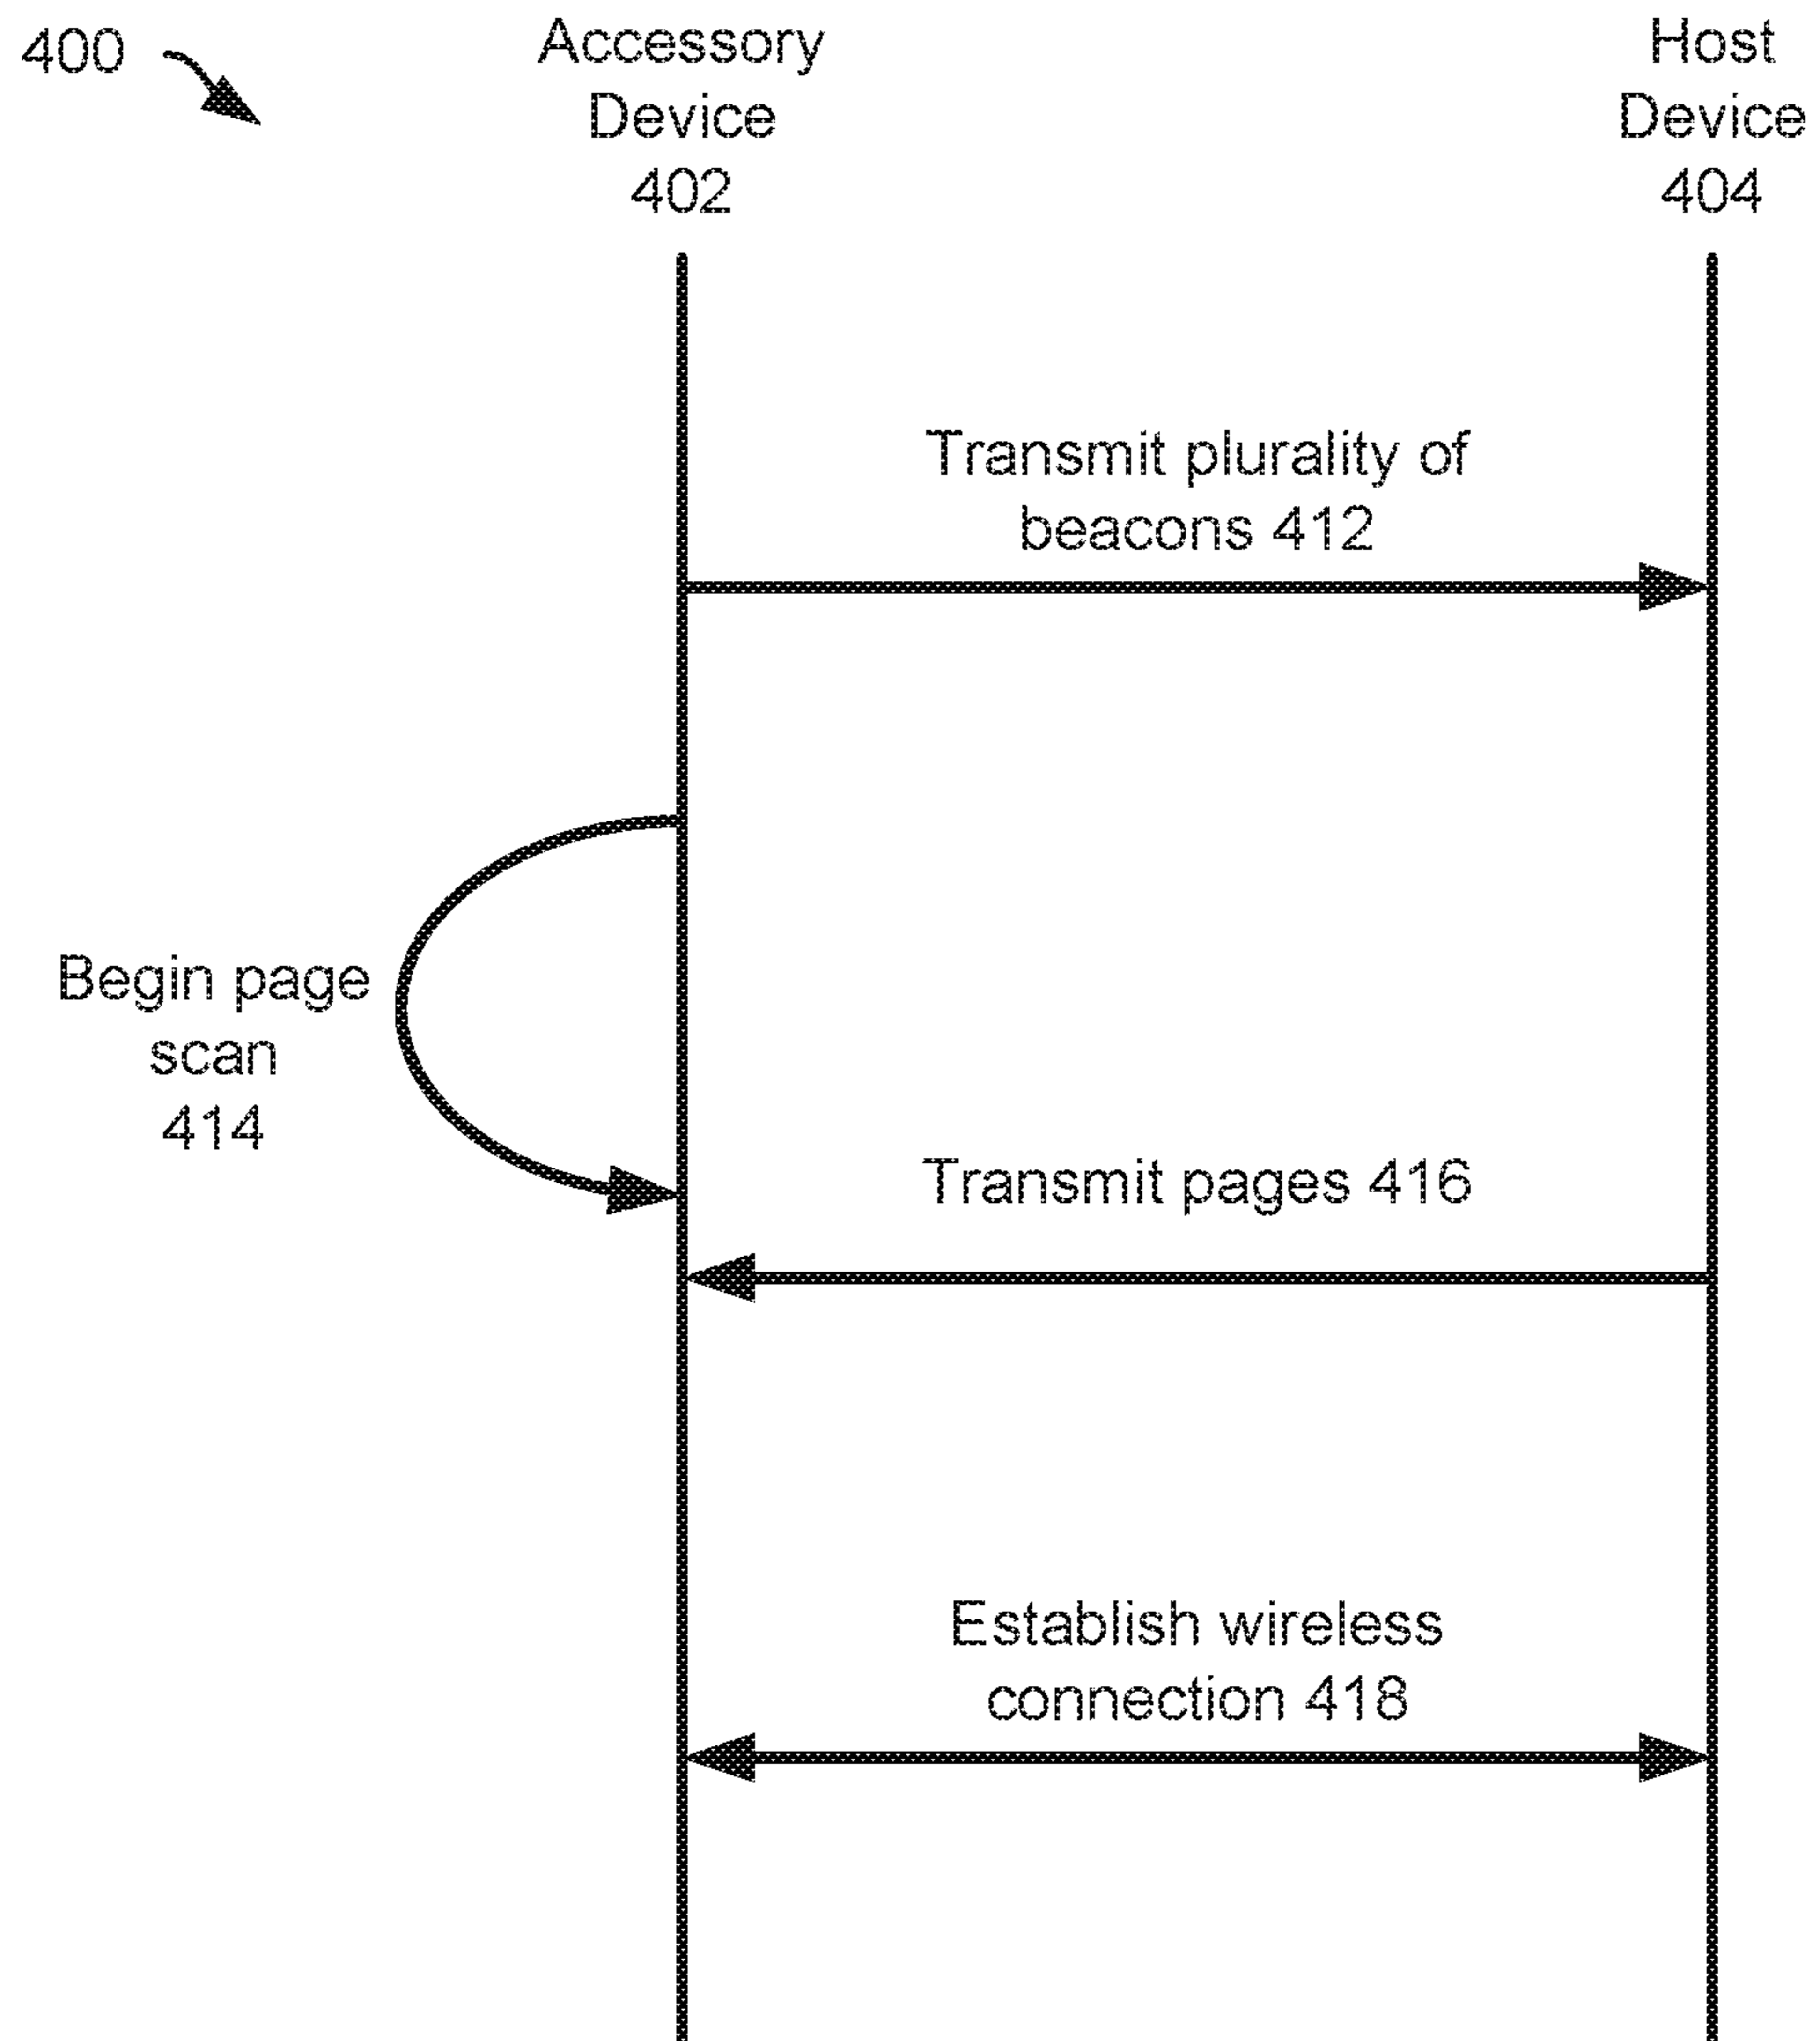 400
Accessory
Device
402
Host
Device
404
Transmit plurality of
beacons 412
Begin page
scan
414
Transmit pages 416
Establish wireless
connection 418